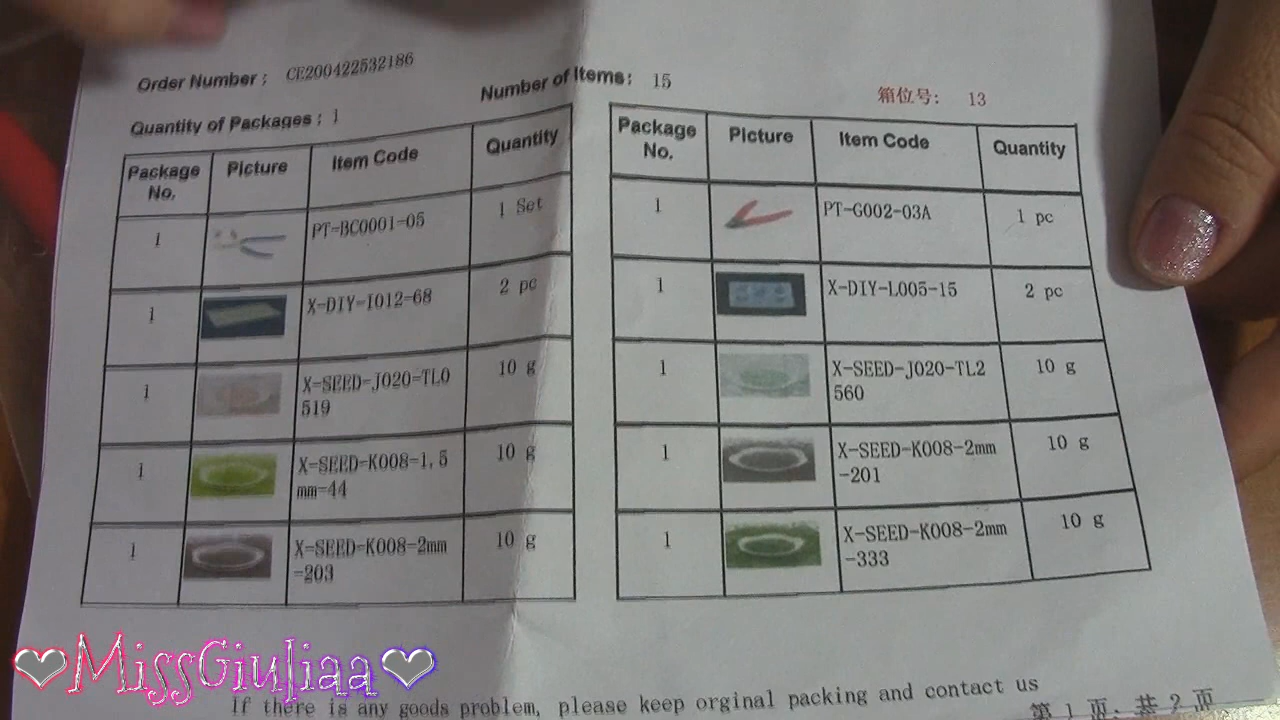 Order Number: CE200422532186
Number of Items: 15
箱位号: 13
Quantity of Packages: 1
Package No. Picture Item Code Quantity
1 PT-BC0001-05 1 Set
1 X-DIY-I012-68 2 pc
1 X-SEED-J020-TL0
519 10 g
1 X-SEED-K008-1.5
mm-44 10 g
1 X-SEED-K008-2mm
-203 10 g
Package No. Picture Item Code Quantity
1 PT-G002-03A 1 pc
1 X-DIY-L005-15 2 pc
1 X-SEED-J020-TL2
560 10 g
1 X-SEED-K008-2mm
-201 10 g
1 X-SEED-K008-2mm
-333 10 g
MissGiuliaa
If there is any goods problem, please keep orginal packing and contact us
第 1 页, 共 2 页